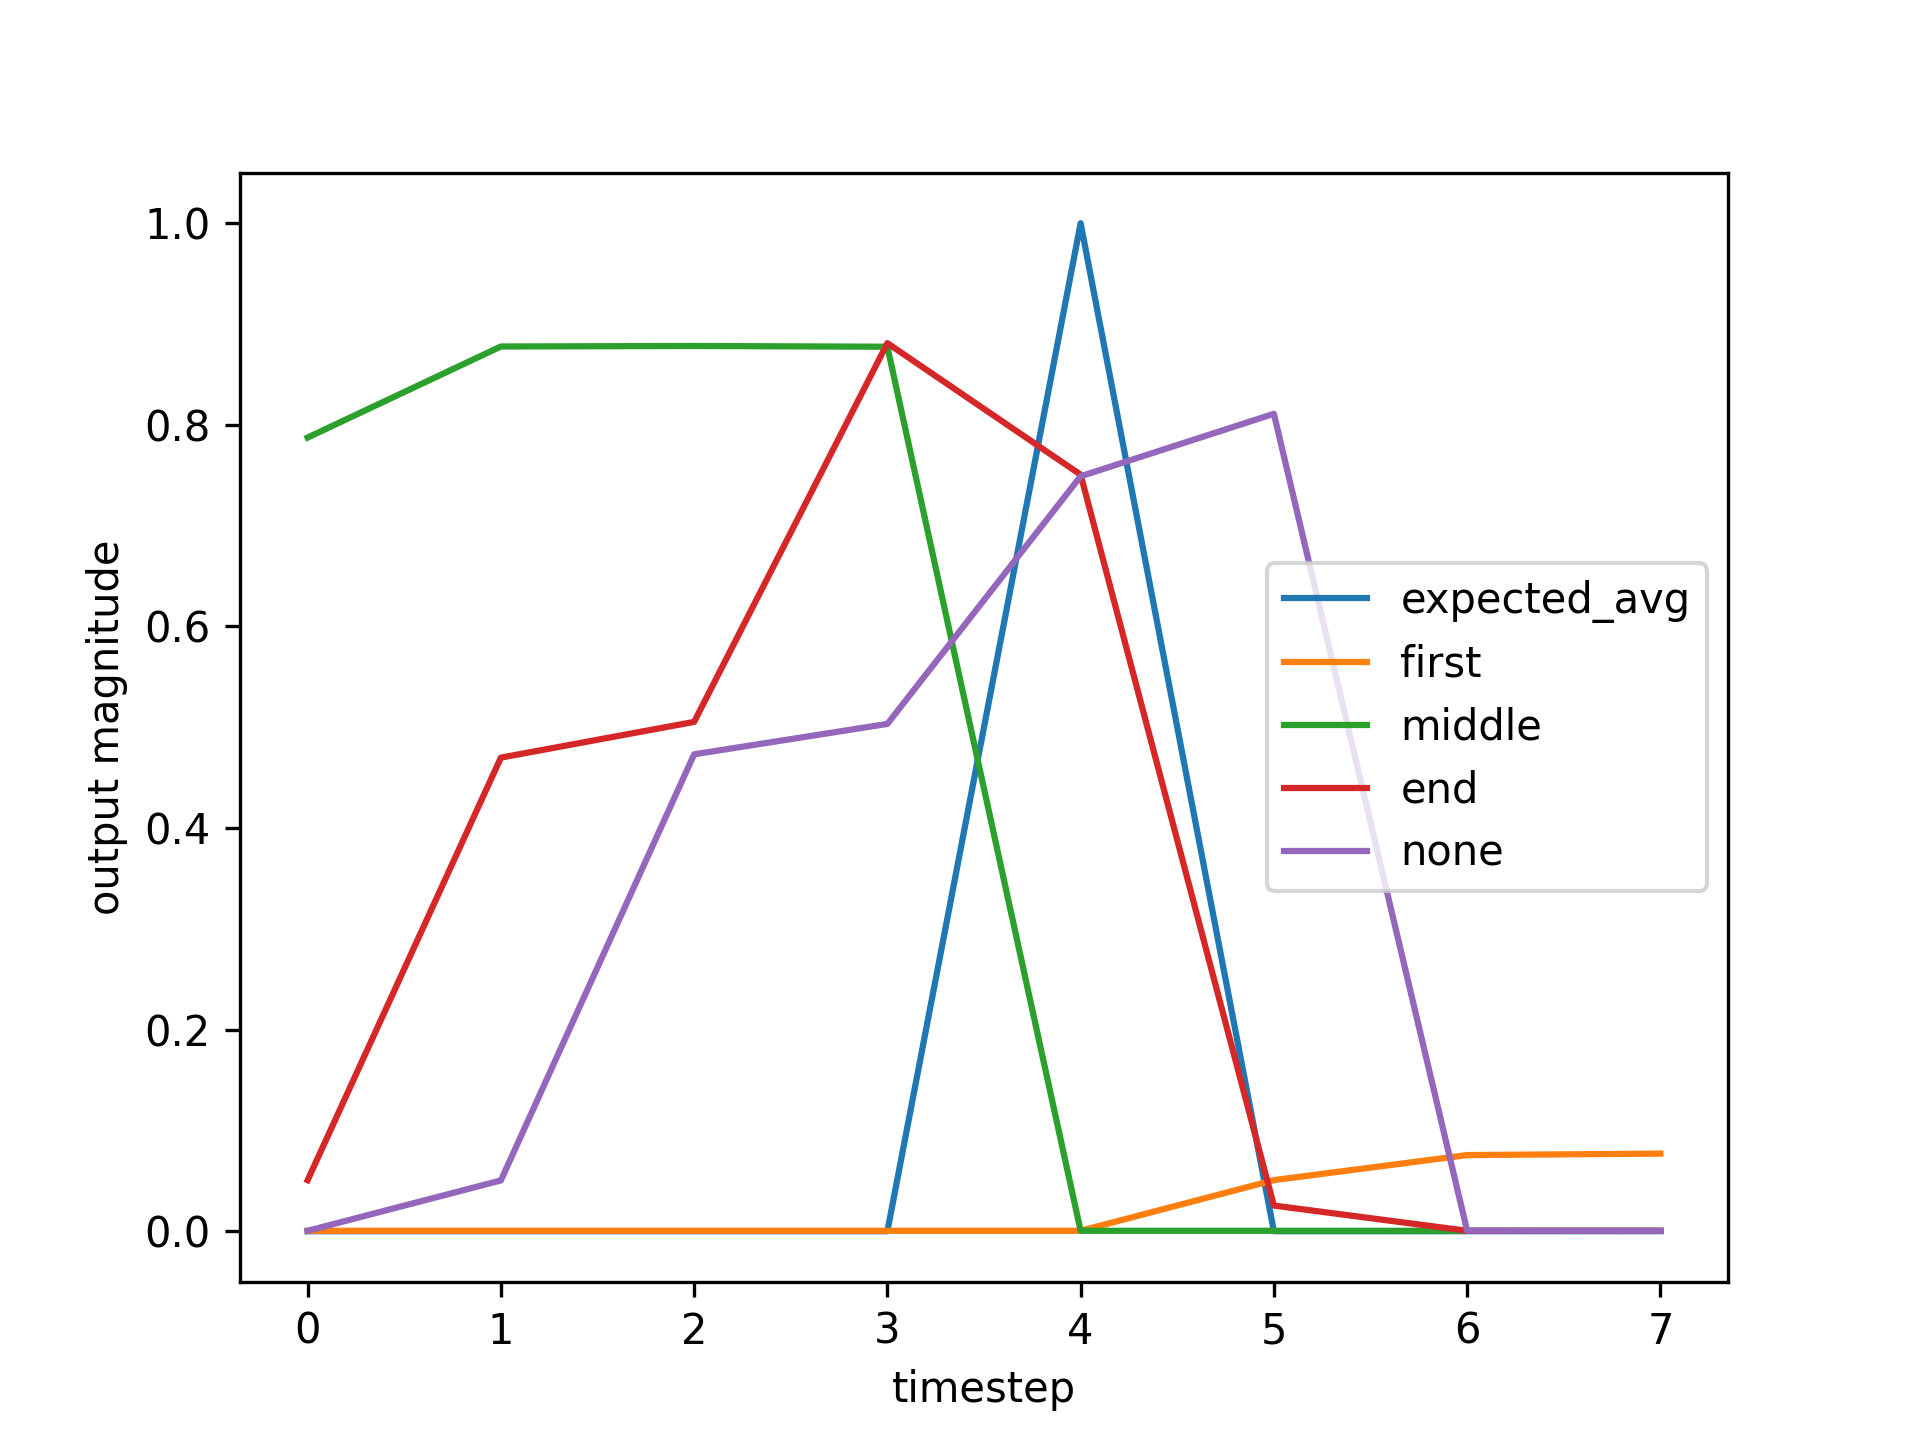 1.0
0.8
0.6
0.4
0.2
0.0
output magnitude
0 1 2 3 4 5 6 7
timestep
expected_avg
first
middle
end
none